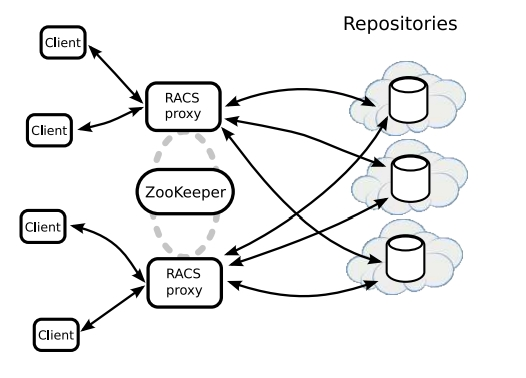 Repositories
Client
RACS
proxy
Client
ZooKeeper
Client
RACS
proxy
Client